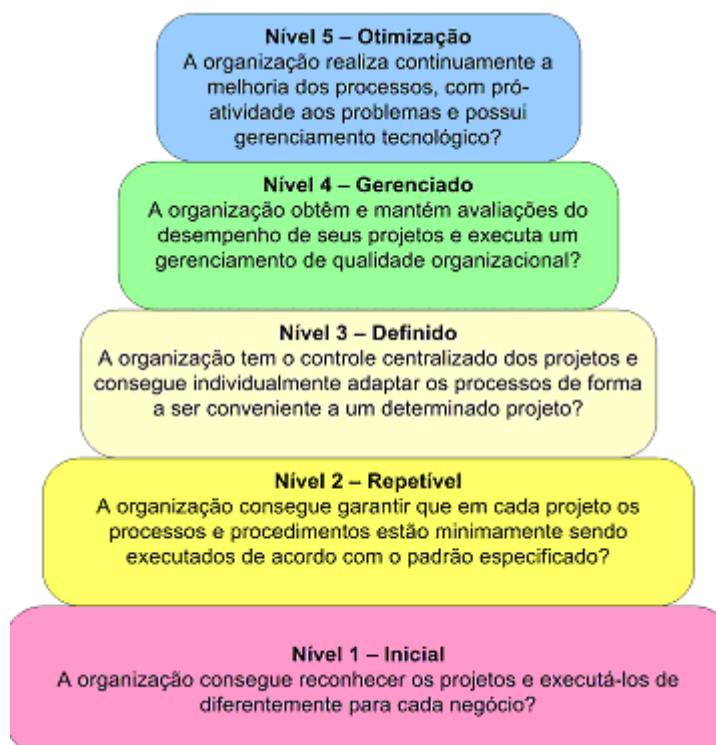 Nível 5 – Otimização
A organização realiza continuamente a
melhoria dos processos, com pró-
atividade aos problemas e possui
gerenciamento tecnológico?
Nível 4 – Gerenciado
A organização obtêm e mantém avaliações do
desempenho de seus projetos e executa um
gerenciamento de qualidade organizacional?
Nível 3 – Definido
A organização tem o controle centralizado dos projetos e
consegue individualmente adaptar os processos de forma
a ser conveniente a um determinado projeto?
Nível 2 – Repetível
A organização consegue garantir que em cada projeto os
processos e procedimentos estão minimamente sendo
executados de acordo com o padrão especificado?
Nível 1 – Inicial
A organização consegue reconhecer os projetos e executá-los de
diferentemente para cada negócio?